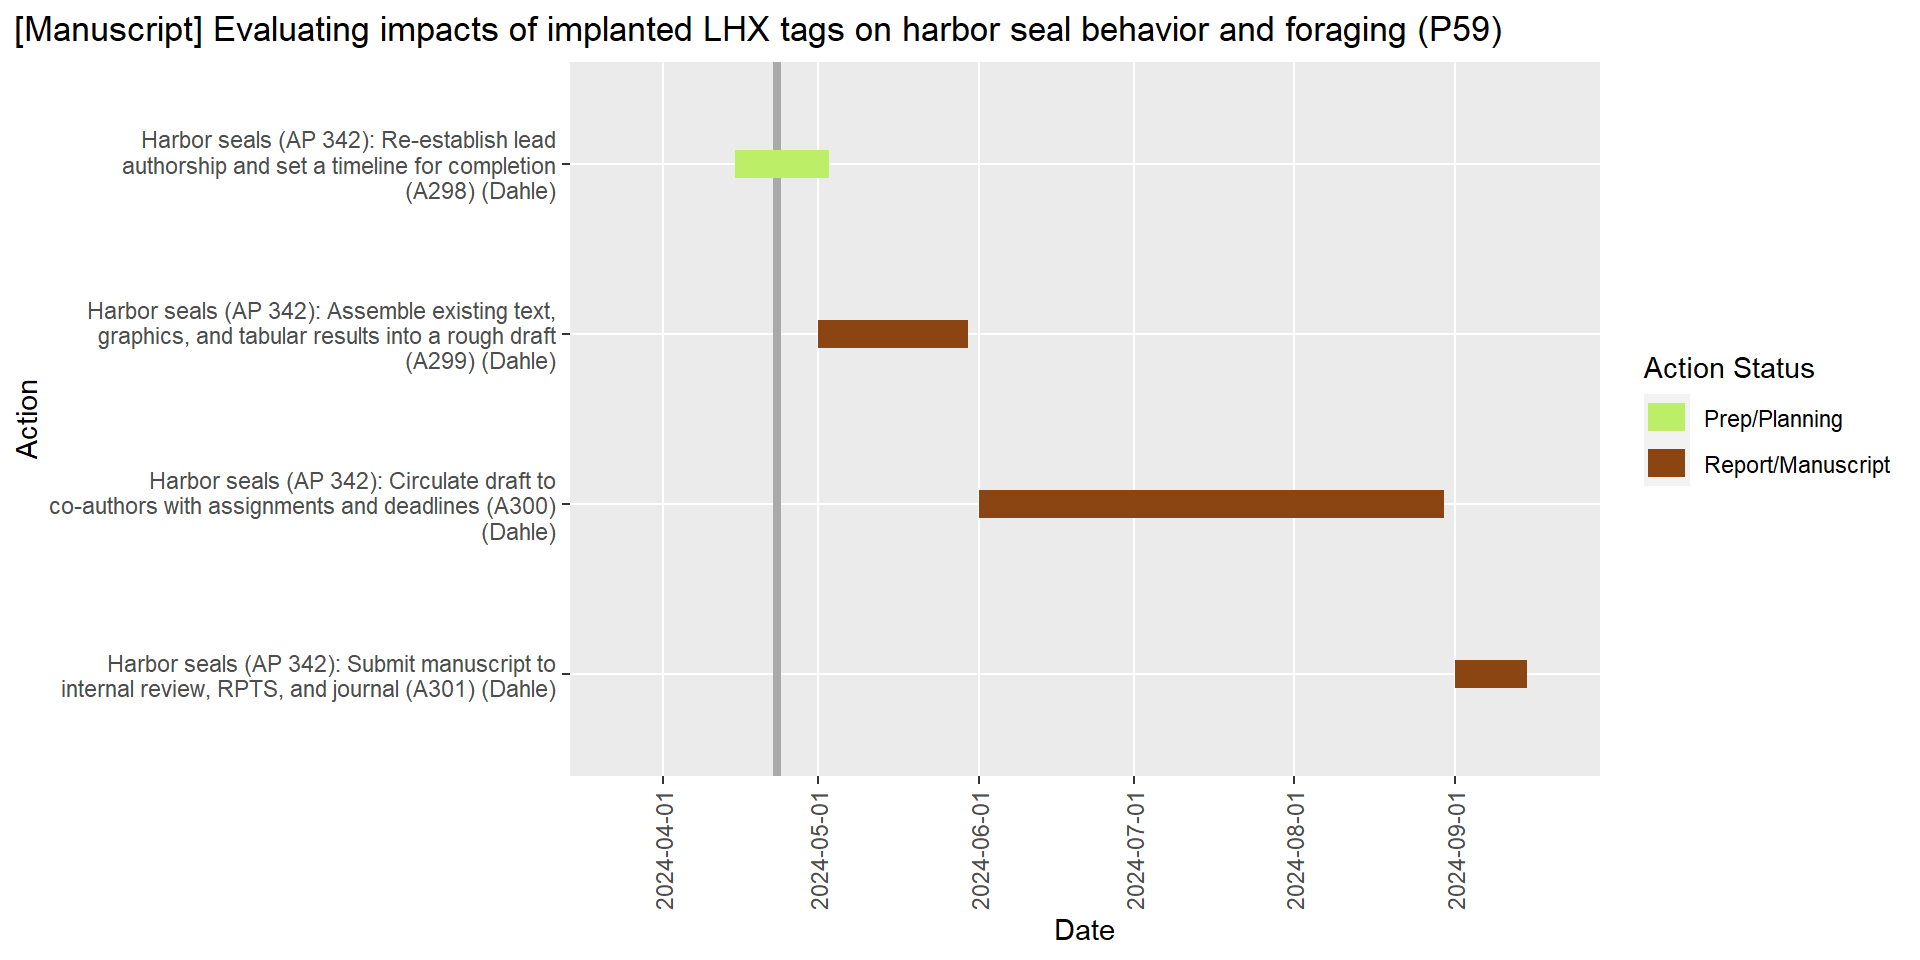 [Manuscript] Evaluating impacts of implanted LHX tags on harbor seal behavior and foraging (P59)
Harbor seals (AP 342): Re-establish lead
authorship and set a timeline for completion
(A298) (Dahle)
Harbor seals (AP 342): Assemble existing text,
graphics, and tabular results into a rough draft
(A299) (Dahle)
Harbor seals (AP 342): Circulate draft to
co-authors with assignments and deadlines (A300)
(Dahle)
Harbor seals (AP 342): Submit manuscript to
internal review, RPTS, and journal (A301) (Dahle)
Action
2024-04-01
2024-05-01
2024-06-01
2024-07-01
2024-08-01
2024-09-01
Date
Action Status
Prep/Planning
Report/Manuscript